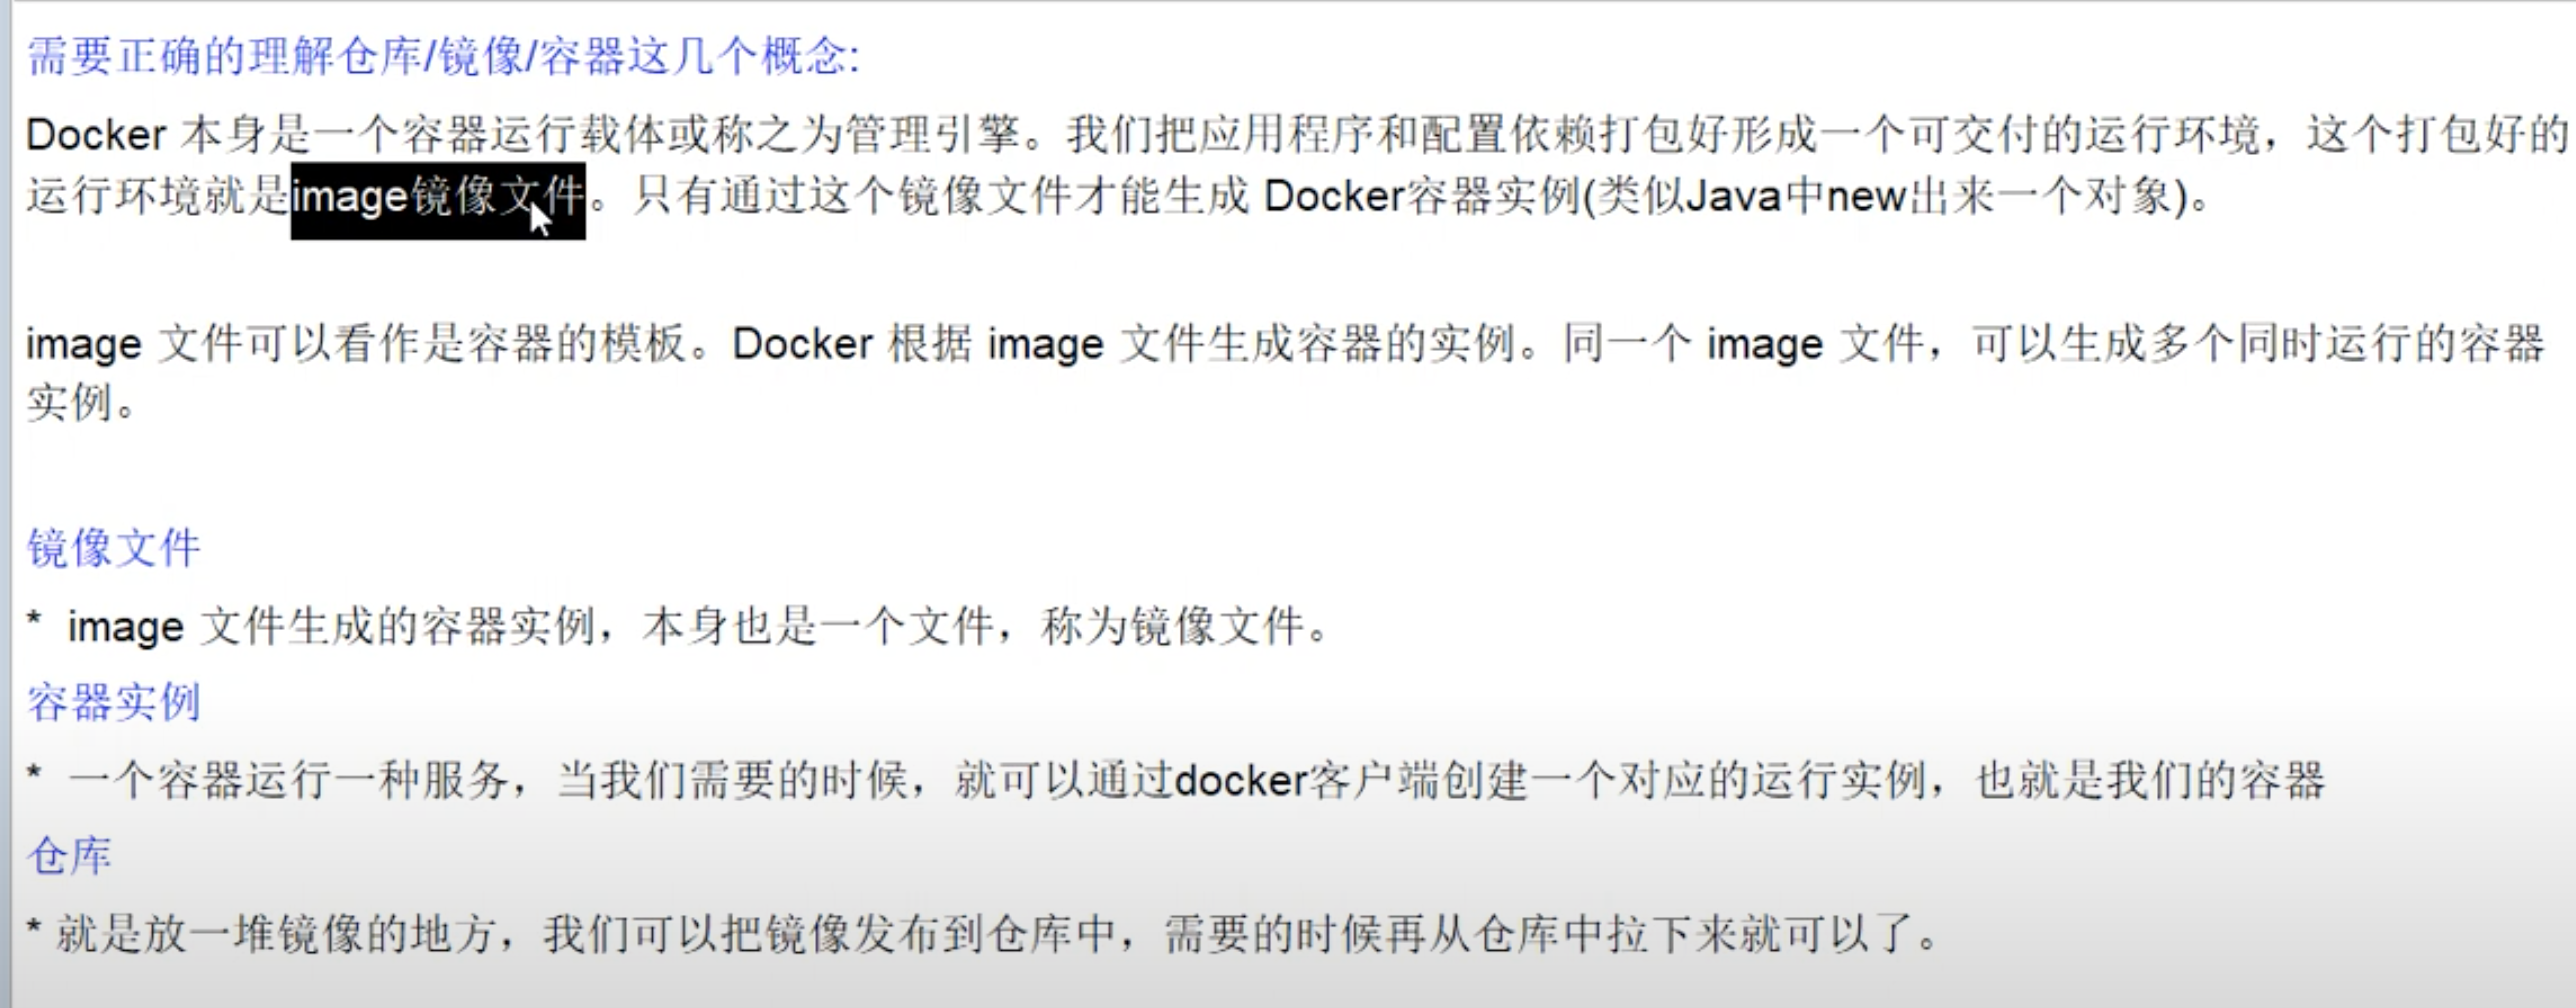 需要正确的理解仓库/镜像/容器这几个概念:
Docker 本身是一个容器运行载体或称之为管理引擎。我们把应用程序和配置依赖打包好形成一个可交付的运行环境，这个打包好的
运行环境就是image镜像文件。只有通过这个镜像文件才能生成 Docker容器实例(类似Java中new出来一个对象)。
image 文件可以看作是容器的模板。Docker 根据 image 文件生成容器的实例。同一个 image 文件，可以生成多个同时运行的容器
实例。
镜像文件
* image 文件生成的容器实例，本身也是一个文件，称为镜像文件。
容器实例
* 一个容器运行一种服务，当我们需要的时候，就可以通过docker客户端创建一个对应的运行实例，也就是我们的容器
仓库
* 就是放一堆镜像的地方，我们可以把镜像发布到仓库中，需要的时候再从仓库中拉下来就可以了。